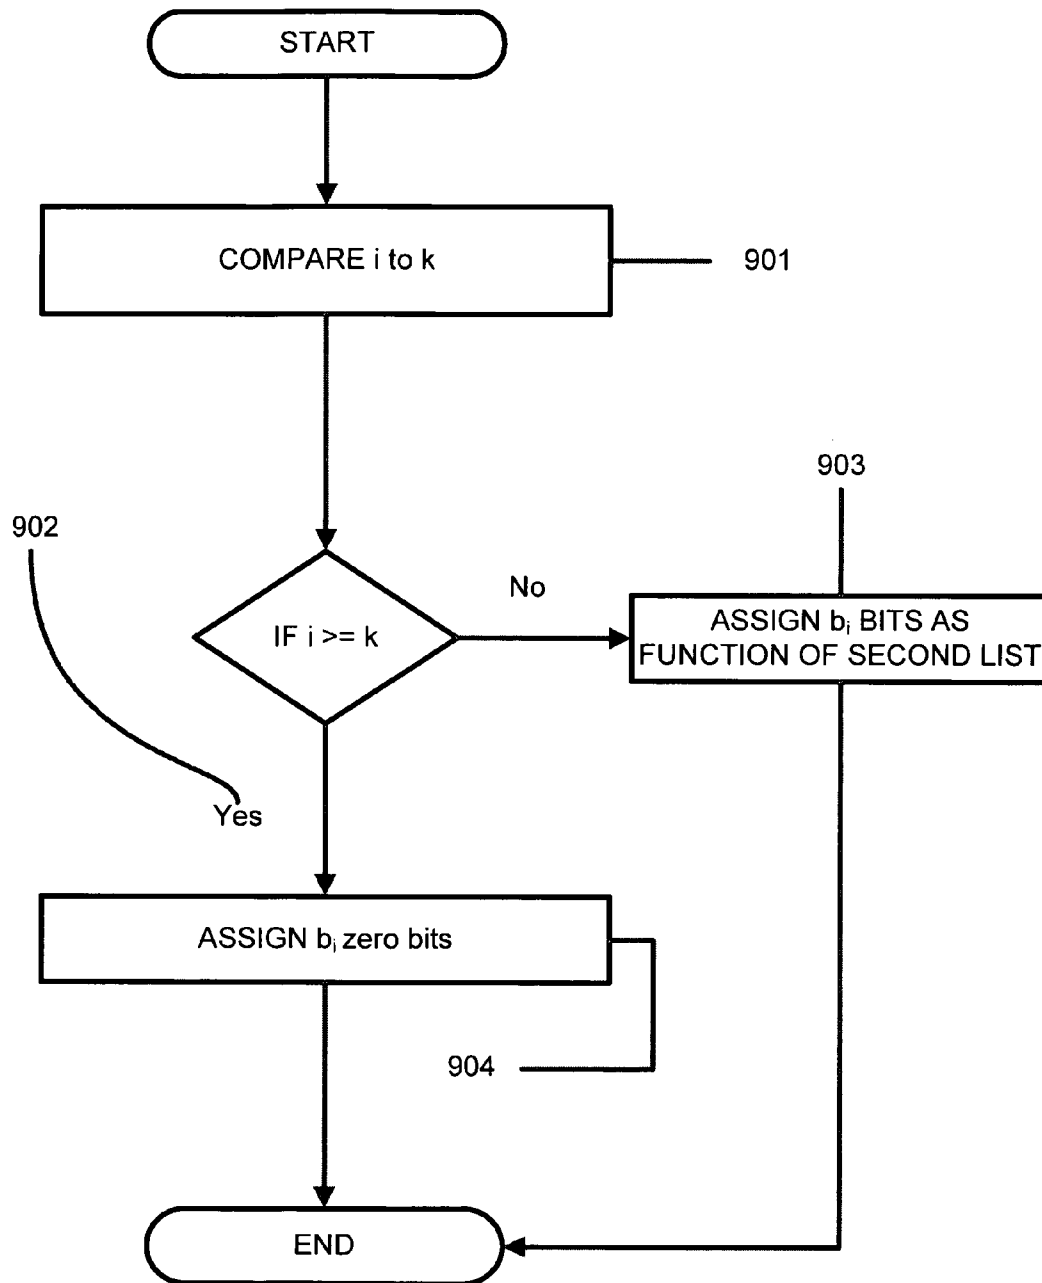 START
COMPARE i to k
901
903
902
No
IF i >= k
ASSIGN bᵢ BITS AS
FUNCTION OF SECOND LIST
Yes
ASSIGN bᵢ zero bits
904
END